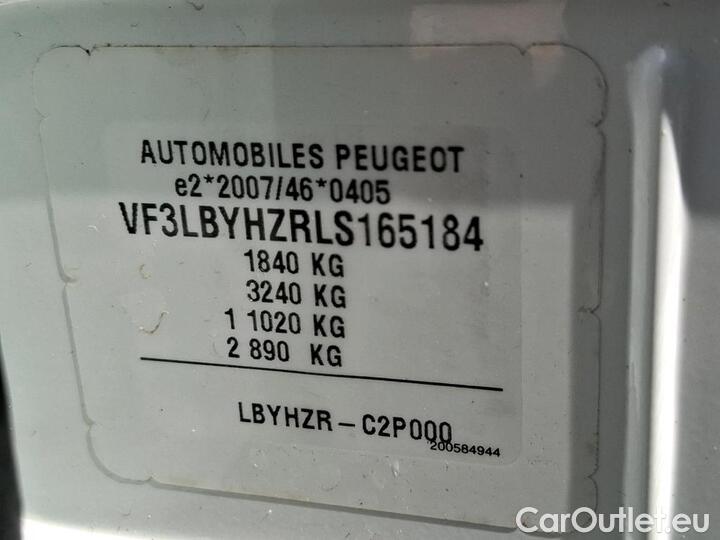 AUTOMOBILES PEUGEOT
e2*2007/46*0405
VF3LBYHZRLS165184
1840 KG
3240 KG
1 1020 KG
2 890 KG
LBYHZR - C2P000
200584944
CarOutlet.eu